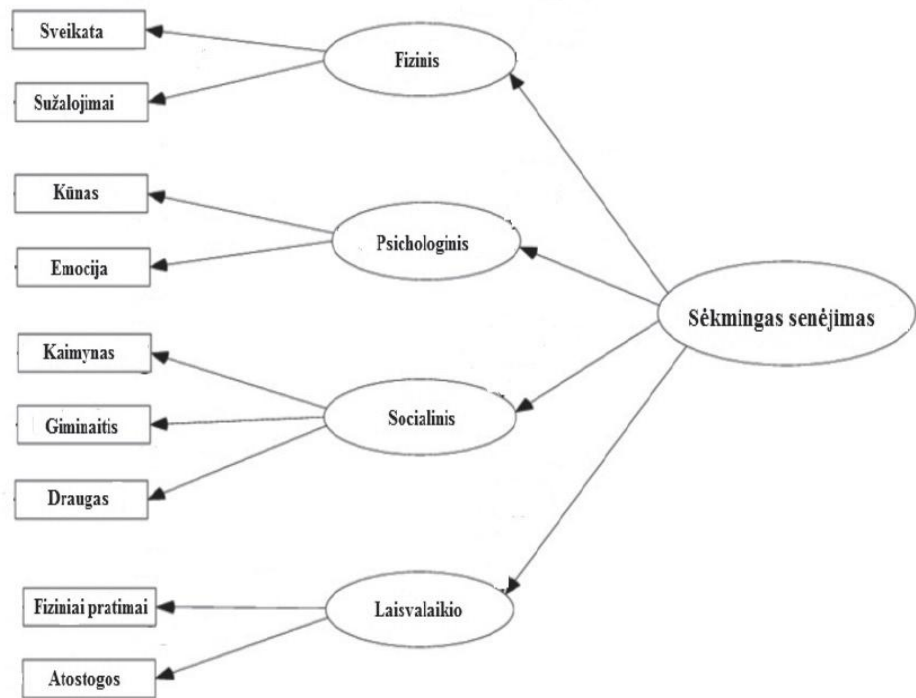 Sveikata
Sužalojimai
Fizinis
Kūnas
Emocija
Psichologinis
Kaimynas
Giminaitis
Draugas
Socialinis
Fiziniai pratimai
Atostogos
Laisvalaikio
Sėkmingas senėjimas